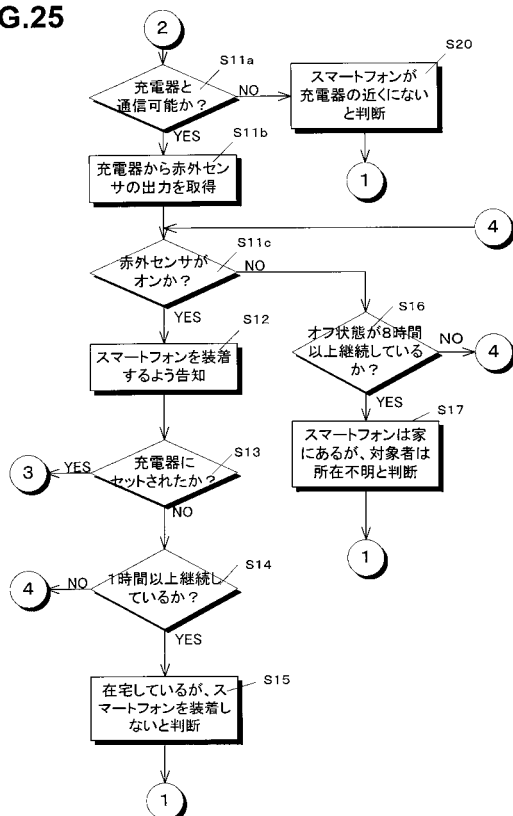 G.25
2
S11a
充電器と
通信可能か？
NO
YES
S20
スマートフォンが
充電器の近くにない
と判断
1
S11b
充電器から赤外セン
サの出力を取得
4
S11c
赤外センサが
オンか？
NO
YES
S12
スマートフォンを装着
するよう告知
S16
オフ状態が8時間
以上継続している
か？
NO
4
YES
S17
スマートフォンは家
にあるが、対象者は
所在不明と判断
1
S13
充電器に
セットされたか？
YES
3
NO
S14
1時間以上継続し
ているか？
NO
4
YES
S15
在宅しているが、ス
マートフォンを装着し
ないと判断
1